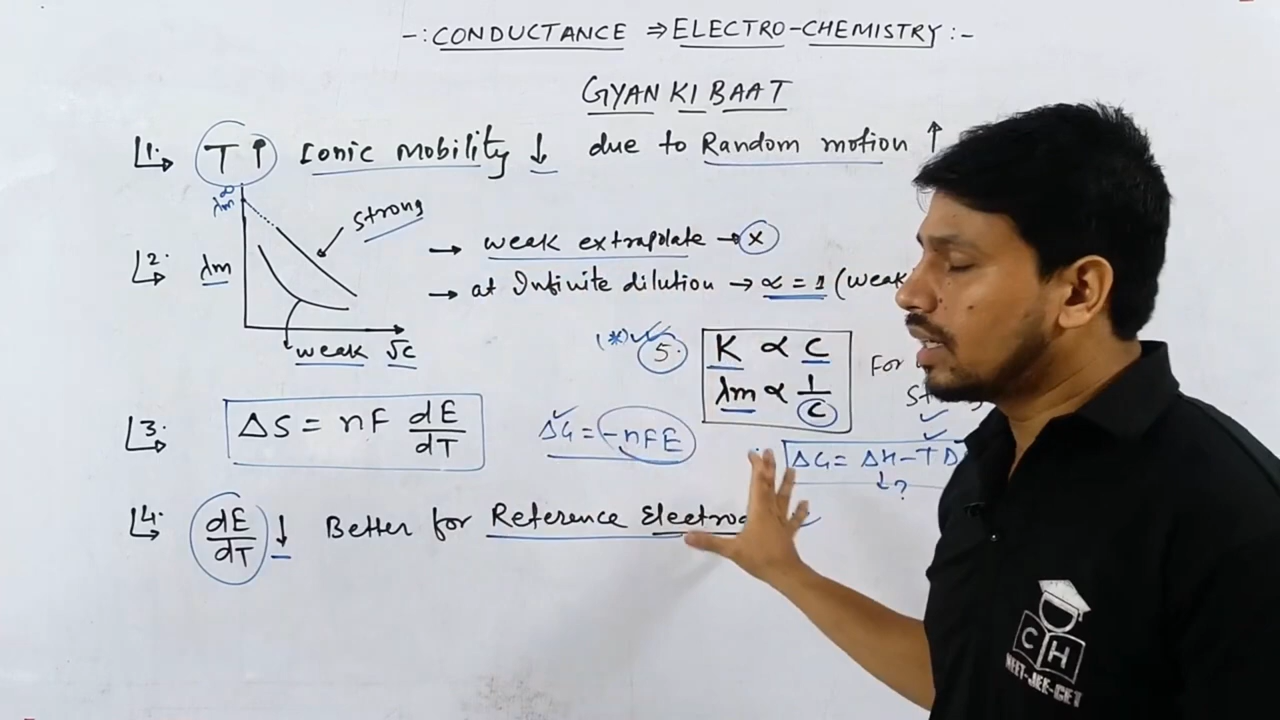 -: CONDUCTANCE ⇒ ELECTRO-CHEMISTRY :-
GYAN KI BAAT
1. T↑ Ionic Mobility ↓ due to Random motion ↑
λm∞
strong
2. λm → weak extrapolate → x
→ at Infinite dilution → α = 1 (weak
weak √c
(*) 5. K ∝ C
λm ∝ 1/C
For
3. ΔS = nF dE/dT ΔG = -nFE
ΔG = ΔH - T
↓ ?
4. dE/dT ↓ Better for Reference
CH
NEET-JEE-CET